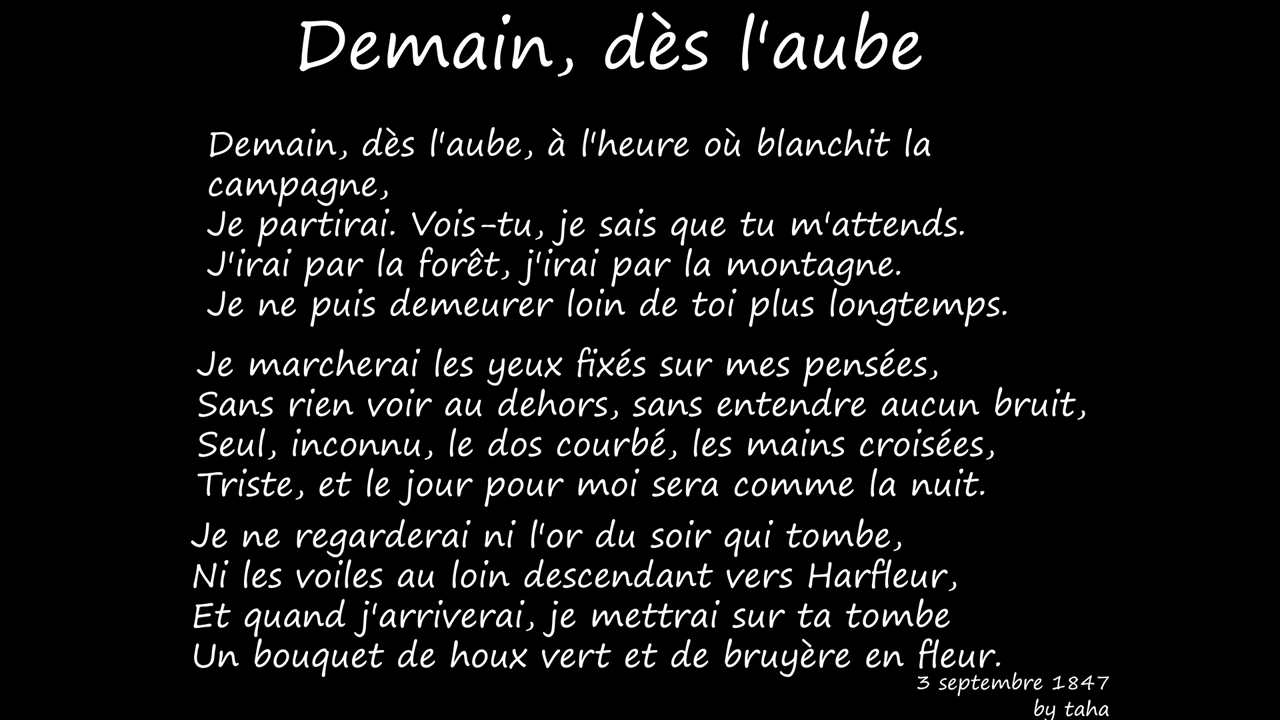 Demain, dès l'aube
Demain, dès l'aube, à l'heure où blanchit la
campagne,
Je partirai. Vois-tu, je sais que tu m'attends.
J'irai par la forêt, j'irai par la montagne.
Je ne puis demeurer loin de toi plus longtemps.
Je marcherai les yeux fixés sur mes pensées,
Sans rien voir au dehors, sans entendre aucun bruit,
Seul, inconnu, le dos courbé, les mains croisées,
Triste, et le jour pour moi sera comme la nuit.
Je ne regarderai ni l'or du soir qui tombe,
Ni les voiles au loin descendant vers Harfleur,
Et quand j'arriverai, je mettrai sur ta tombe
Un bouquet de houx vert et de bruyère en fleur.
3 septembre 1847
by taha